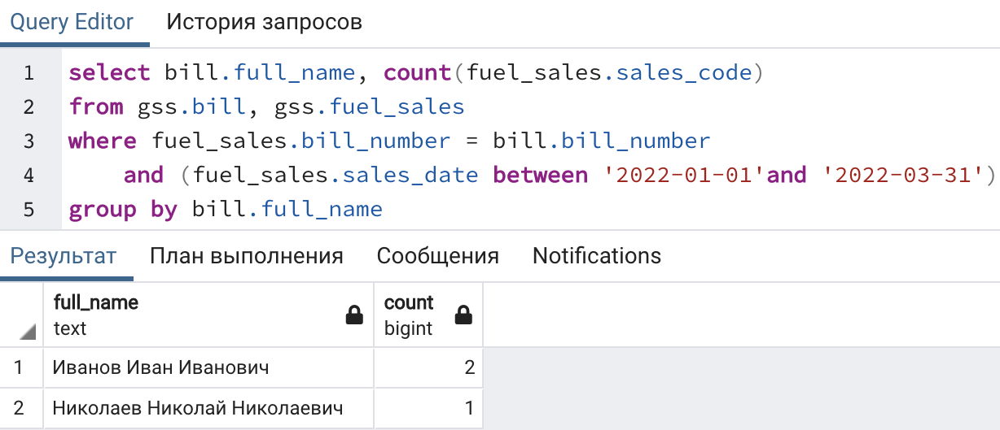 Query Editor История запросов
1 select bill.full_name, count(fuel_sales.sales_code)
2 from gss.bill, gss.fuel_sales
3 where fuel_sales.bill_number = bill.bill_number
4 and (fuel_sales.sales_date between '2022-01-01'and '2022-03-31')
5 group by bill.full_name
Результат План выполнения Сообщения Notifications
full_name count
text bigint
1 Иванов Иван Иванович 2
2 Николаев Николай Николаевич 1